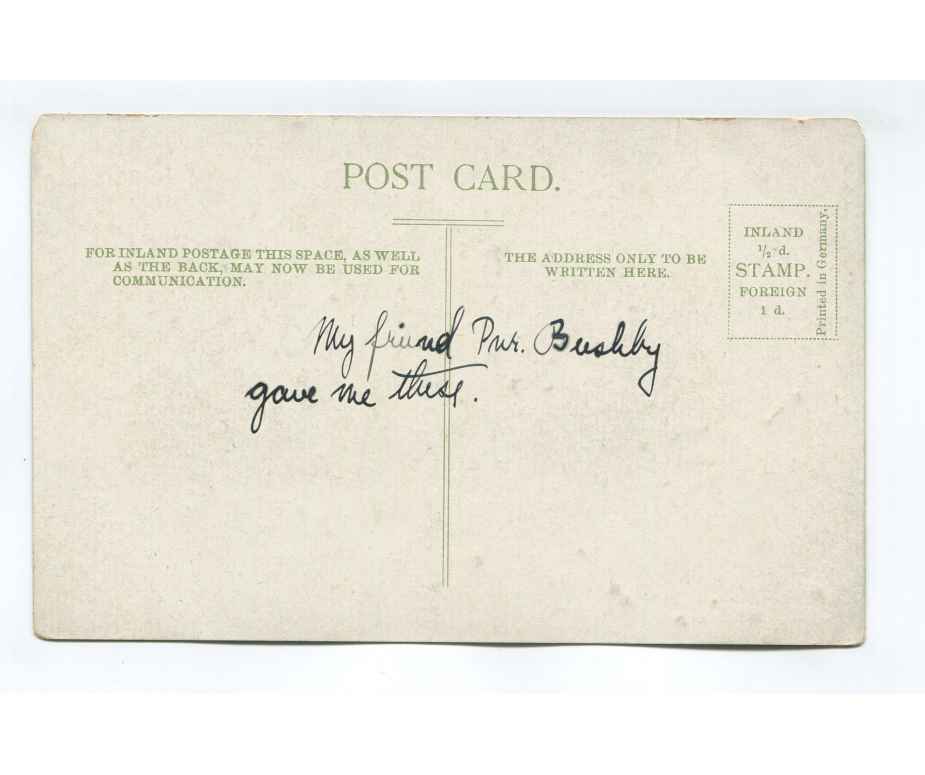 POST CARD.
FOR INLAND POSTAGE THIS SPACE, AS WELL
AS THE BACK, MAY NOW BE USED FOR
COMMUNICATION.
THE ADDRESS ONLY TO BE
WRITTEN HERE.
INLAND
½ d.
STAMP.
FOREIGN
1 d.
Printed in Germany.
My friend Pnr. Bushby
gave me these.